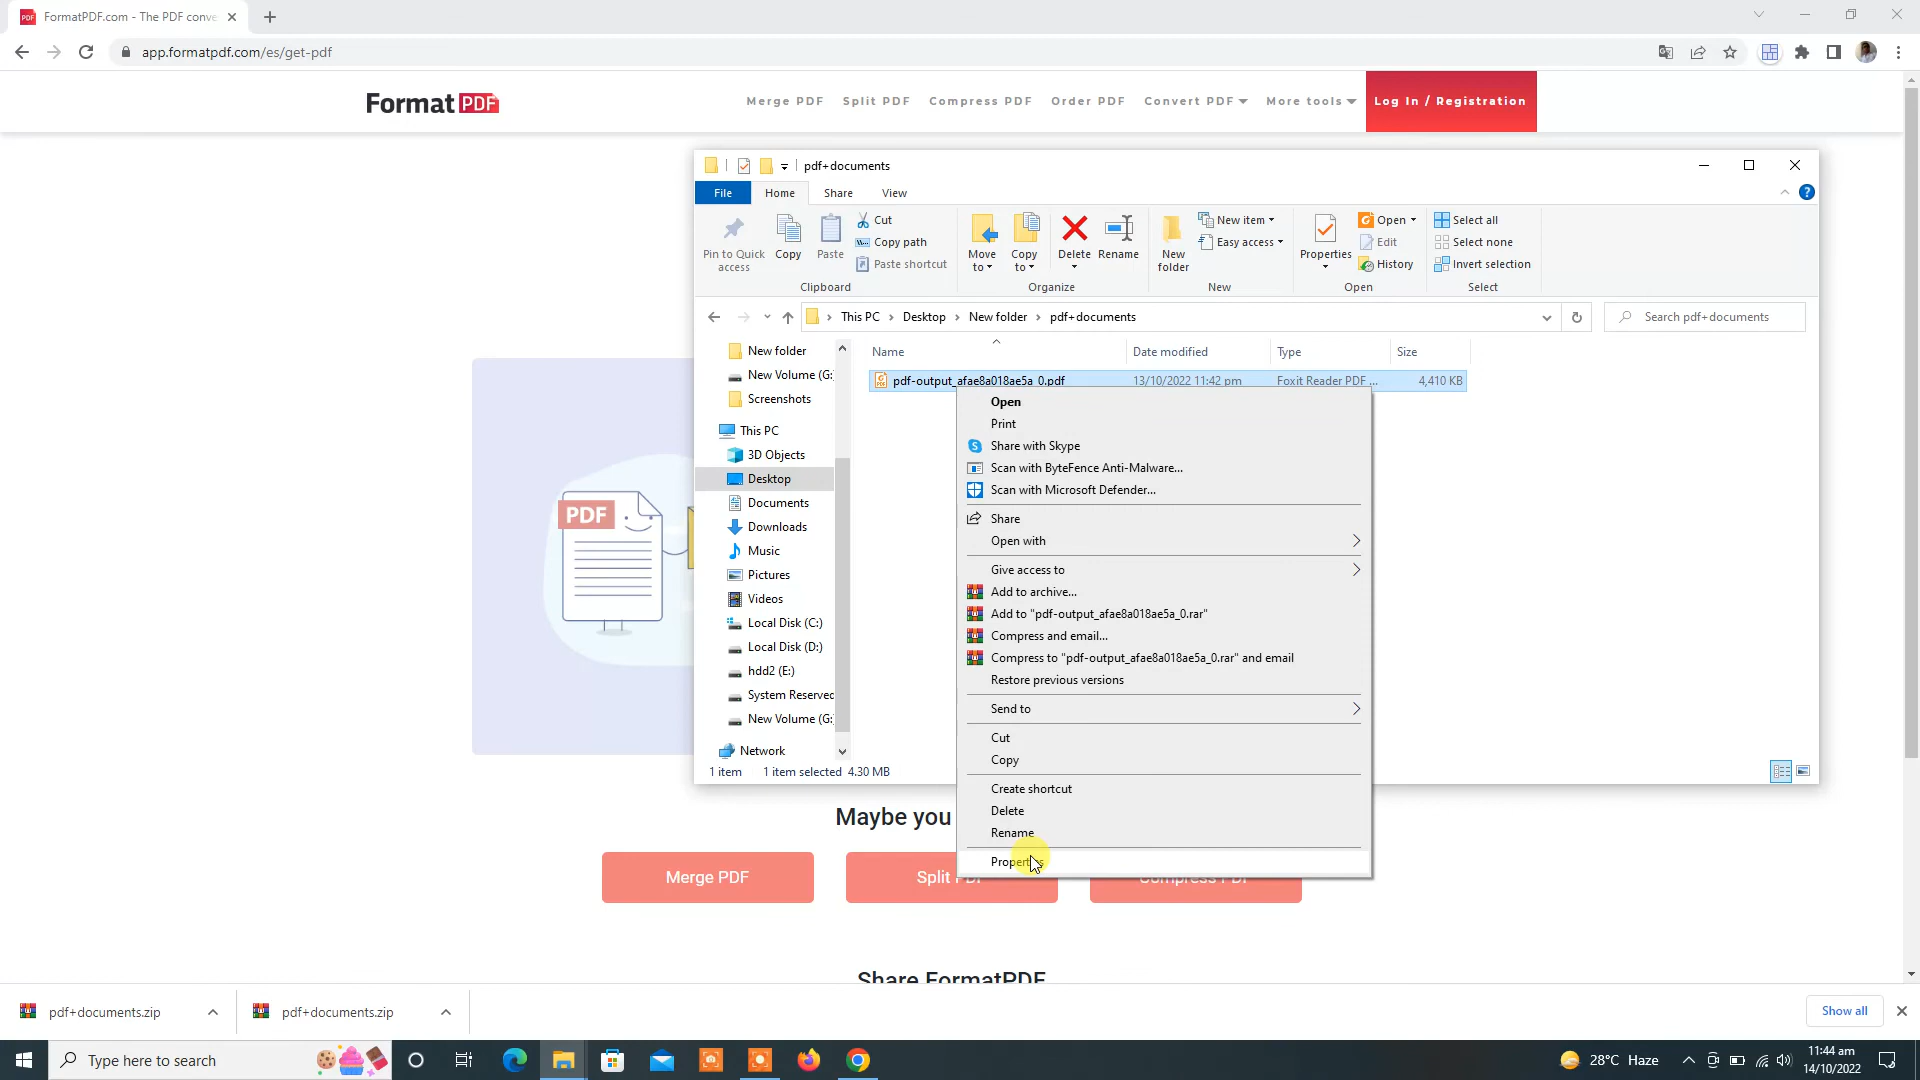 FormatPDF.com - The PDF conve
app.formatpdf.com/es/get-pdf
Format PDF
Merge PDF
Split PDF
Compress PDF
Order PDF
Convert PDF
More tools
Log In / Registration
pdf+documents
File
Home
Share
View
Pin to Quick access
Copy
Paste
Cut
Copy path
Paste shortcut
Clipboard
Move to
Copy to
Delete
Rename
Organize
New folder
New item
Easy access
New
Properties
Open
Edit
History
Open
Select all
Select none
Invert selection
Select
This PC
Desktop
New folder
pdf+documents
Search pdf+documents
New folder
New Volume (G:
Screenshots
This PC
3D Objects
Desktop
Documents
Downloads
Music
Pictures
Videos
Local Disk (C:)
Local Disk (D:)
hdd2 (E:)
System Reserved
New Volume (G:
Network
1 item
1 item selected 4.30 MB
Name
Date modified
Type
Size
pdf-output_afae8a018ae5a_0.pdf
13/10/2022 11:42 pm
Foxit Reader PDF ...
4,410 KB
Open
Print
Share with Skype
Scan with ByteFence Anti-Malware...
Scan with Microsoft Defender...
Share
Open with
Give access to
Add to archive...
Add to "pdf-output_afae8a018ae5a_0.rar"
Compress and email...
Compress to "pdf-output_afae8a018ae5a_0.rar" and email
Restore previous versions
Send to
Cut
Copy
Create shortcut
Delete
Rename
Properties
PDF
Maybe you
Merge PDF
Split PDF
Compress PDF
Share FormatPDF
pdf+documents.zip
pdf+documents.zip
Show all
Type here to search
28°C Haze
11:44 am
14/10/2022